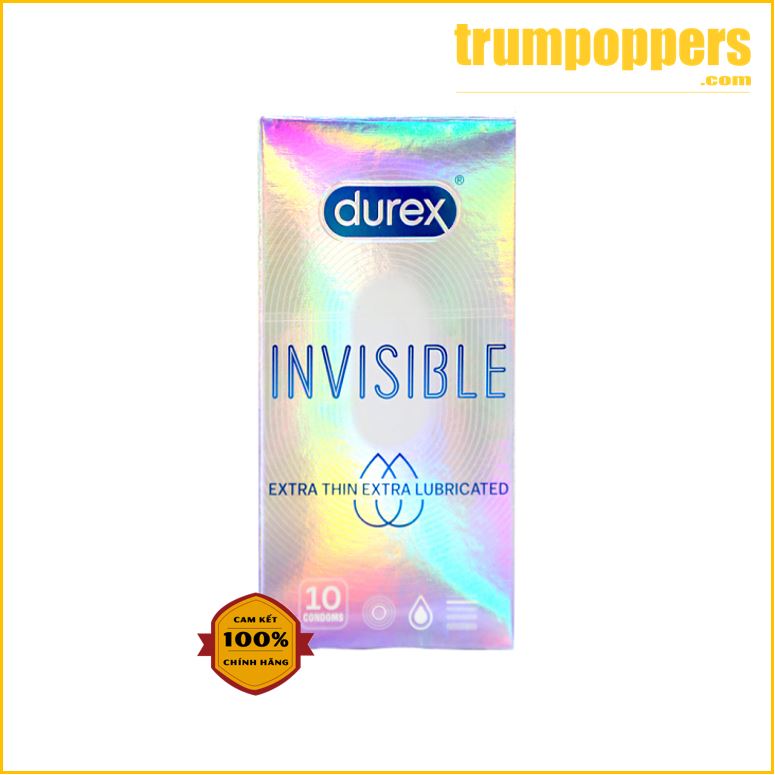 trumpoppers
.com
durex®
INVISIBLE
EXTRA THIN EXTRA LUBRICATED
10
CONDOMS
CAM KẾT
100%
CHÍNH HÃNG